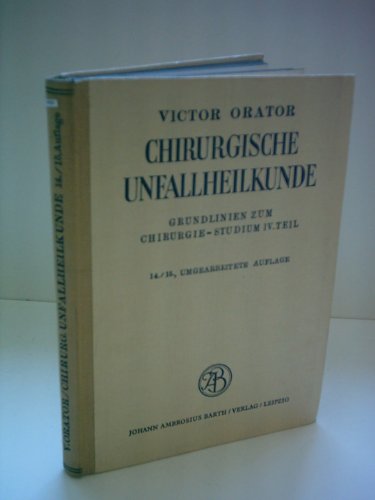 VICTOR ORATOR
CHIRURGISCHE
UNFALLHEILKUNDE
GRUNDLINIEN ZUM
CHIRURGIE-STUDIUM IV. TEIL
14./15., UMGEARBEITETE AUFLAGE
JAB
JOHANN AMBROSIUS BARTH / VERLAG / LEIPZIG
V.ORATOR/CHIRURG. UNFALLHEILKUNDE 14./15. Auflage